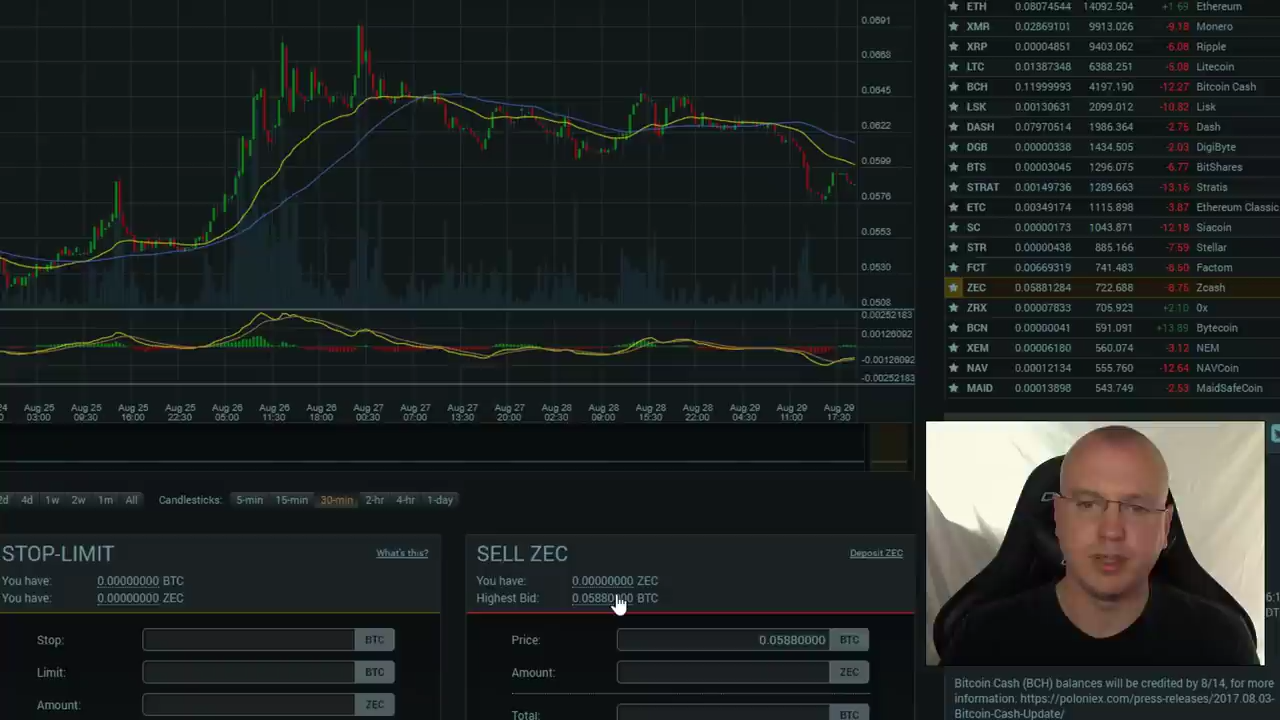 0.0691
0.0668
0.0645
0.0622
0.0599
0.0576
0.0553
0.0530
0.0508
0.00252183
0.00126092
-0.00126092
-0.00252183
24 Aug 25 Aug 25 Aug 25 Aug 25 Aug 26 Aug 26 Aug 26 Aug 27 Aug 27 Aug 27 Aug 27 Aug 28 Aug 28 Aug 28 Aug 28 Aug 29 Aug 29 Aug 29
0 03:00 09:30 16:00 22:30 05:00 11:30 18:00 00:30 07:00 13:30 20:00 02:30 09:00 15:30 22:00 04:30 11:00 17:30
2d 4d 1w 2w 1m All Candlesticks: 5-min 15-min 30-min 2-hr 4-hr 1-day
STOP-LIMIT What's this?
You have: 0.00000000 BTC
You have: 0.00000000 ZEC
Stop: BTC
Limit: BTC
Amount: ZEC
SELL ZEC Deposit ZEC
You have: 0.00000000 ZEC
Highest Bid: 0.05880000 BTC
Price: 0.05880000 BTC
Amount: ZEC
Total: BTC
ETH 0.08074544 14092.504 +1.69 Ethereum
XMR 0.02869101 9913.026 -9.18 Monero
XRP 0.00004851 9403.062 -6.08 Ripple
LTC 0.01387348 6388.251 -5.08 Litecoin
BCH 0.11999993 4197.190 -12.27 Bitcoin Cash
LSK 0.00130631 2099.012 -10.82 Lisk
DASH 0.07970514 1986.364 -2.75 Dash
DGB 0.00000338 1434.505 -2.03 DigiByte
BTS 0.00003045 1296.075 -6.77 BitShares
STRAT 0.00149736 1289.663 -13.16 Stratis
ETC 0.00349174 1115.898 -3.87 Ethereum Classic
SC 0.00000173 1043.871 -12.18 Siacoin
STR 0.00000438 885.166 -7.59 Stellar
FCT 0.00669319 741.483 -8.50 Factom
ZEC 0.05881284 722.688 -8.75 Zcash
ZRX 0.00007833 705.923 +2.10 0x
BCN 0.00000041 591.091 +13.89 Bytecoin
XEM 0.00006180 560.074 -3.12 NEM
NAV 0.00012134 555.760 -12.64 NAVCoin
MAID 0.00013898 543.749 -2.53 MaidSafeCoin
Bitcoin Cash (BCH) balances will be credited by 8/14, for more
information. https://poloniex.com/press-releases/2017.08.03-
Bitcoin-Cash-Update/